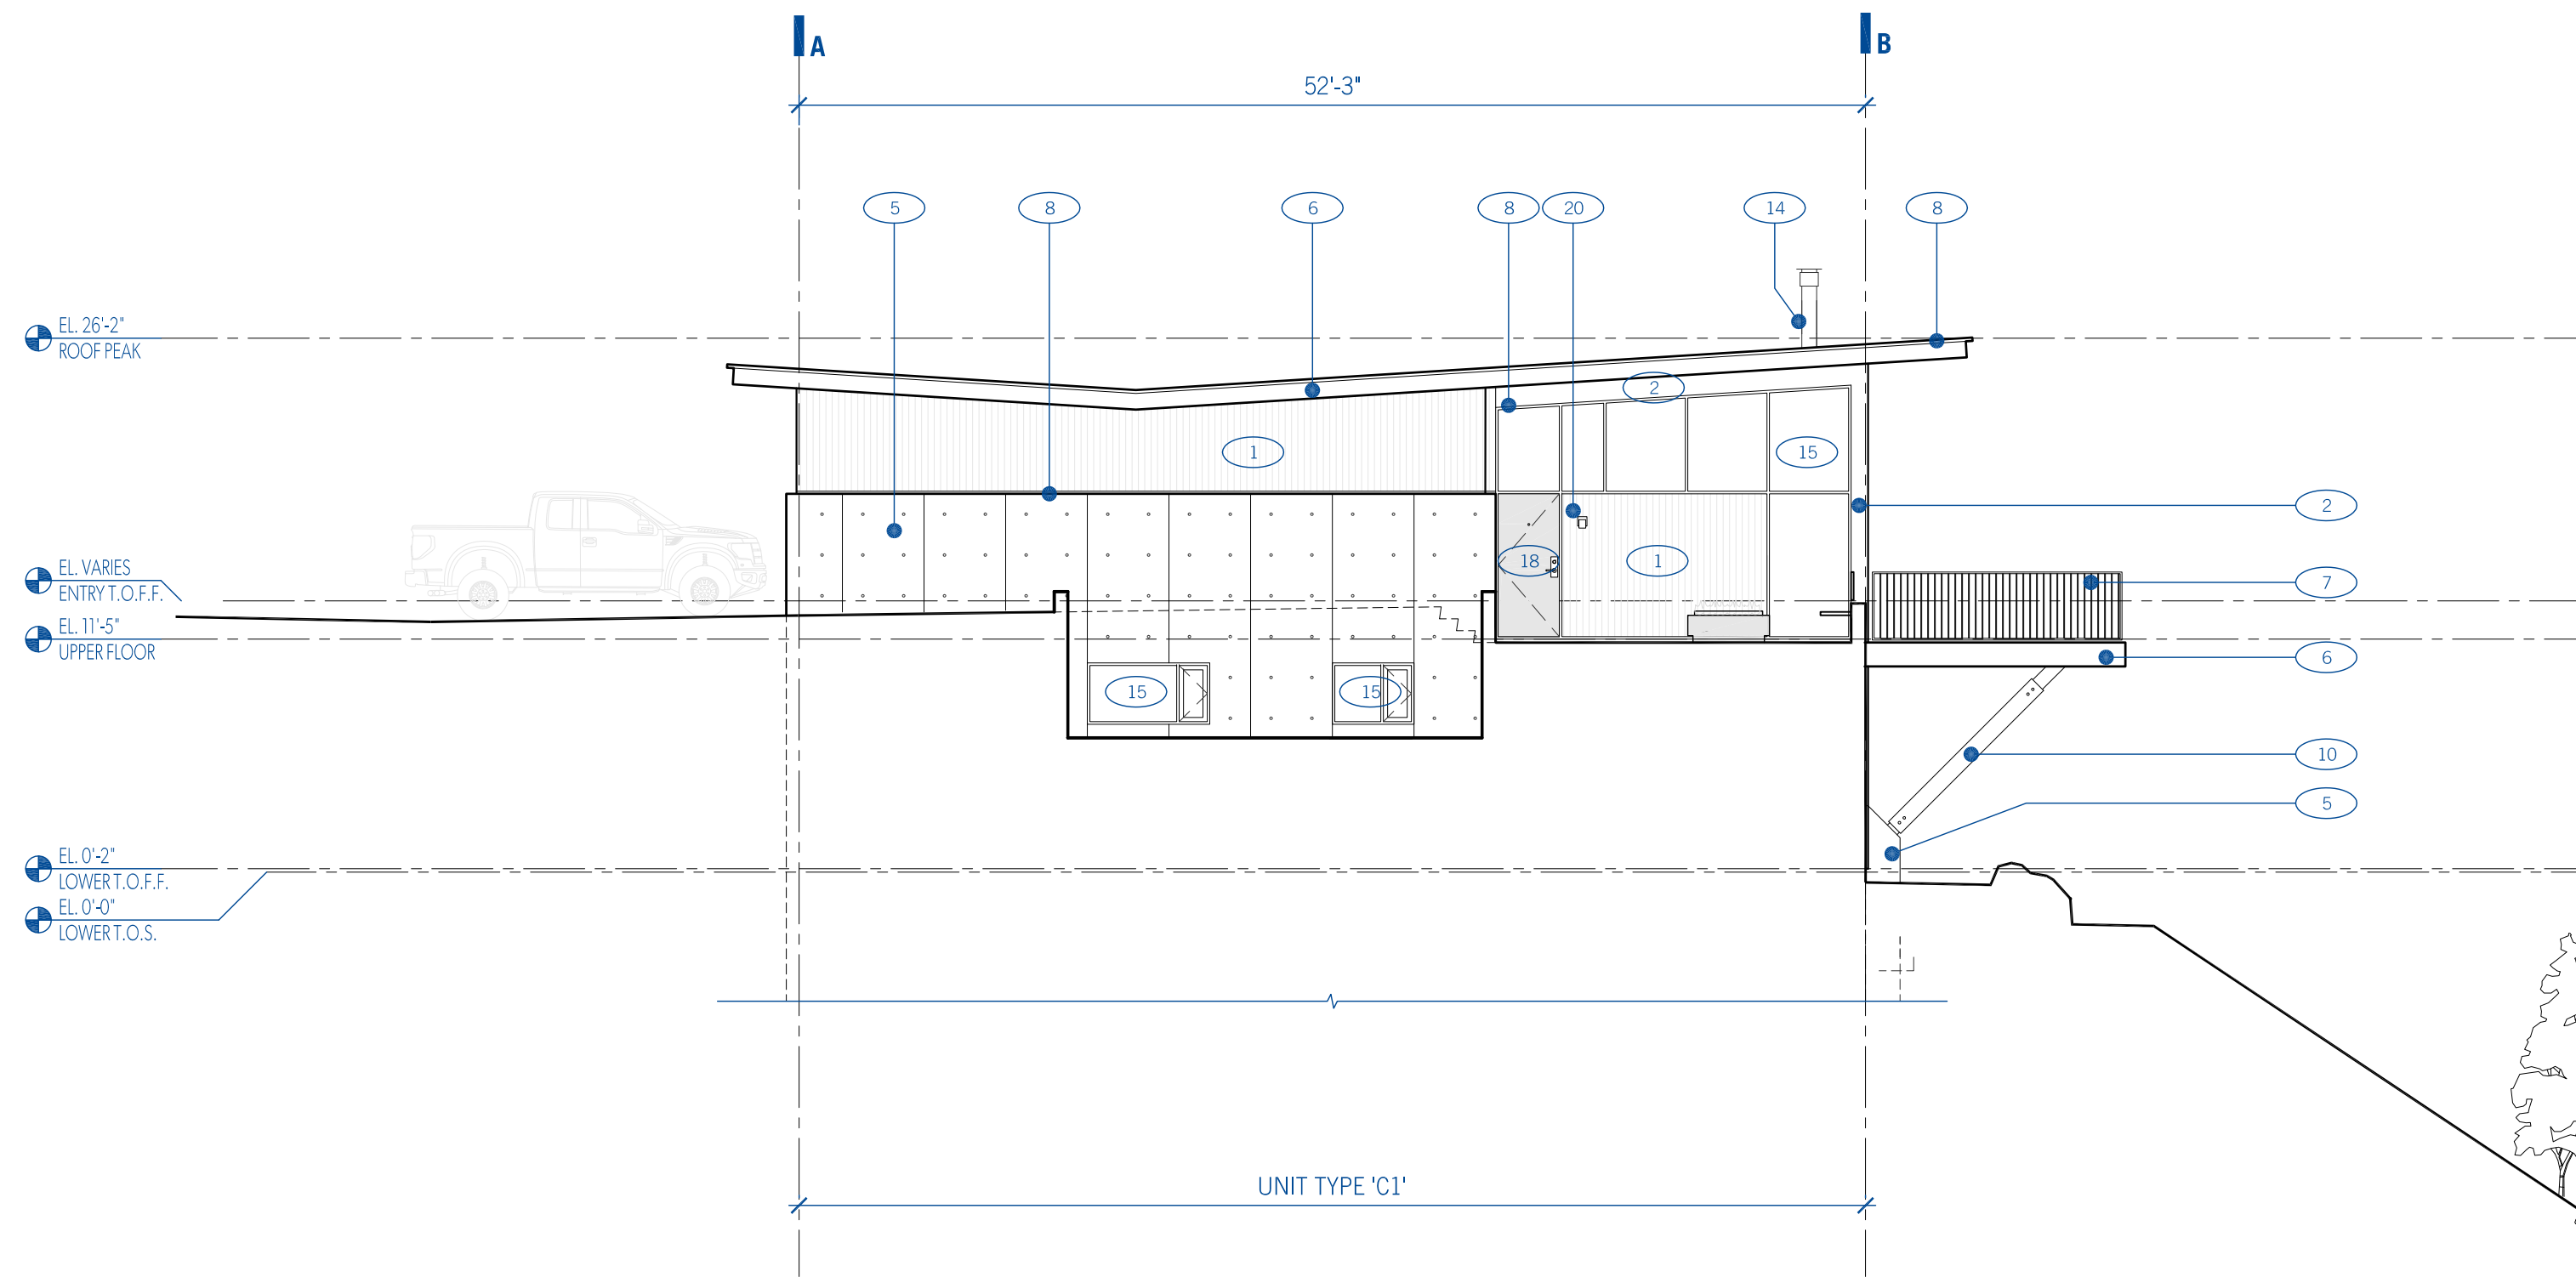 A
B
52'-3"
5
8
6
8
20
14
8
EL. 26'-2"
ROOF PEAK
2
1
15
2
EL. VARIES
ENTRY T.O.F.F.
18
1
7
EL. 11'-5"
UPPER FLOOR
6
15
15
10
5
EL. 0'-2"
LOWER T.O.F.F.
EL. 0'-0"
LOWER T.O.S.
UNIT TYPE 'C1'